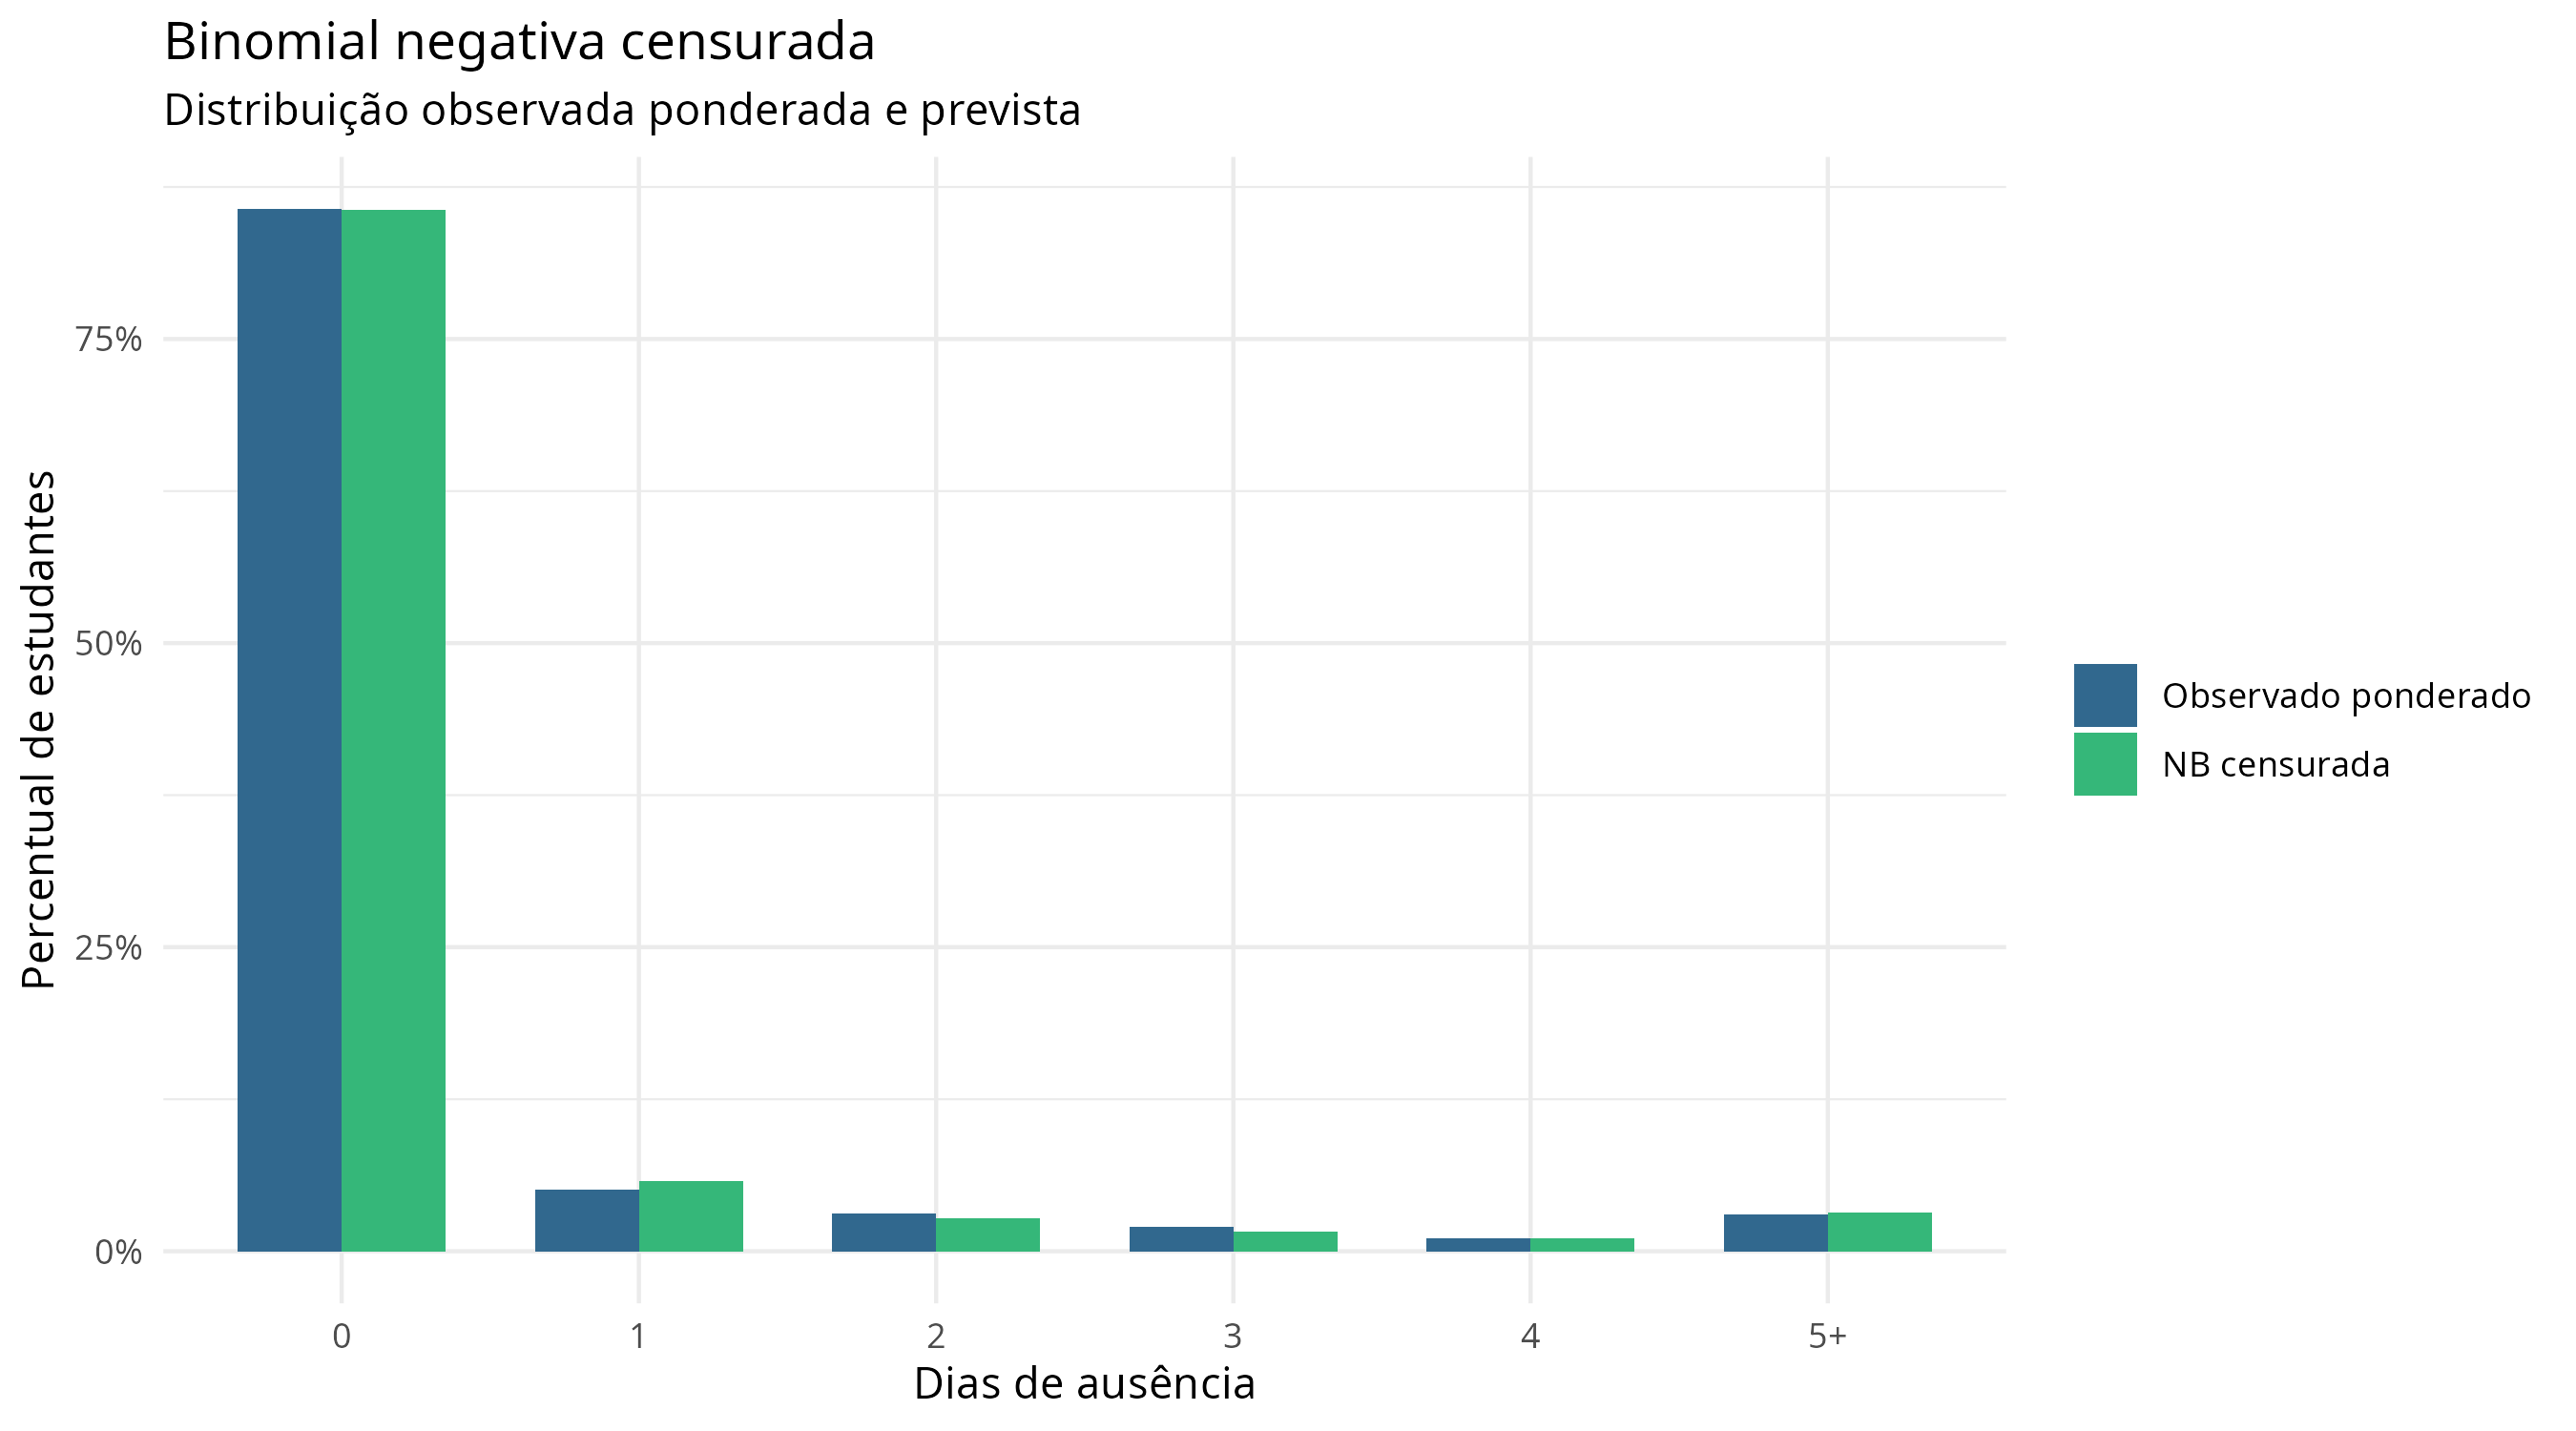 Binomial negativa censurada
Distribuição observada ponderada e prevista
Percentual de estudantes
75%
50%
25%
0%
0
1
2
3
4
5+
Dias de ausência
Observado ponderado
NB censurada